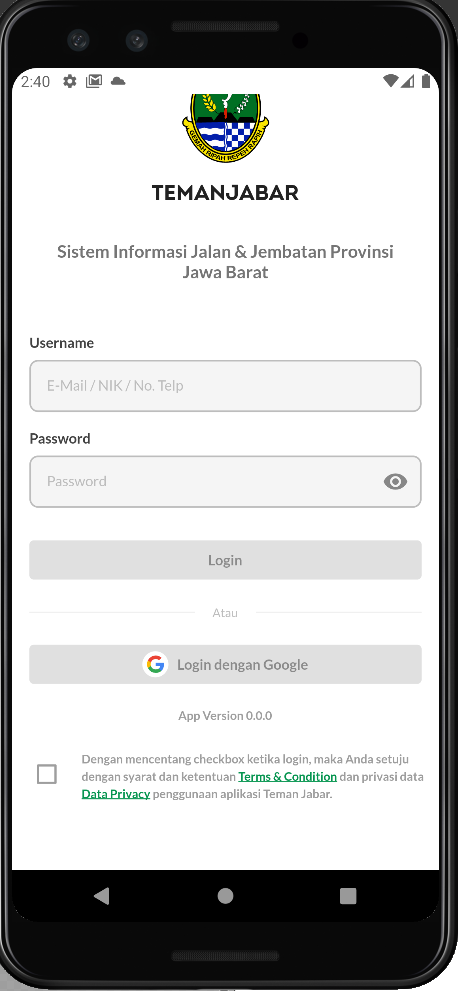 2:40
GEMAH RIPAH REPEH RAPIH
TEMANJABAR
Sistem Informasi Jalan & Jembatan Provinsi
Jawa Barat
Username
E-Mail / NIK / No. Telp
Password
Password
Login
Atau
Login dengan Google
App Version 0.0.0
Dengan mencentang checkbox ketika login, maka Anda setuju
dengan syarat dan ketentuan Terms & Condition dan privasi data
Data Privacy penggunaan aplikasi Teman Jabar.